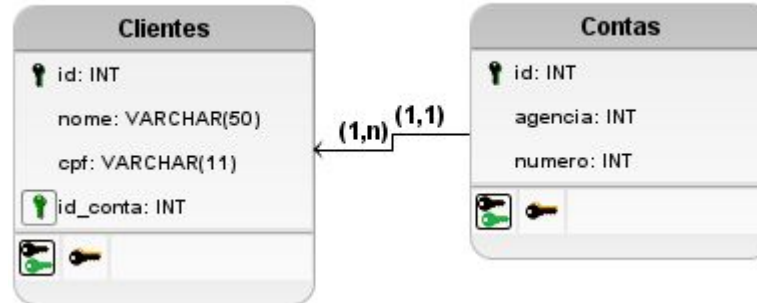 Clientes
id: INT
nome: VARCHAR(50)
cpf: VARCHAR(11)
id_conta: INT
(1,n)
(1,1)
Contas
id: INT
agencia: INT
numero: INT